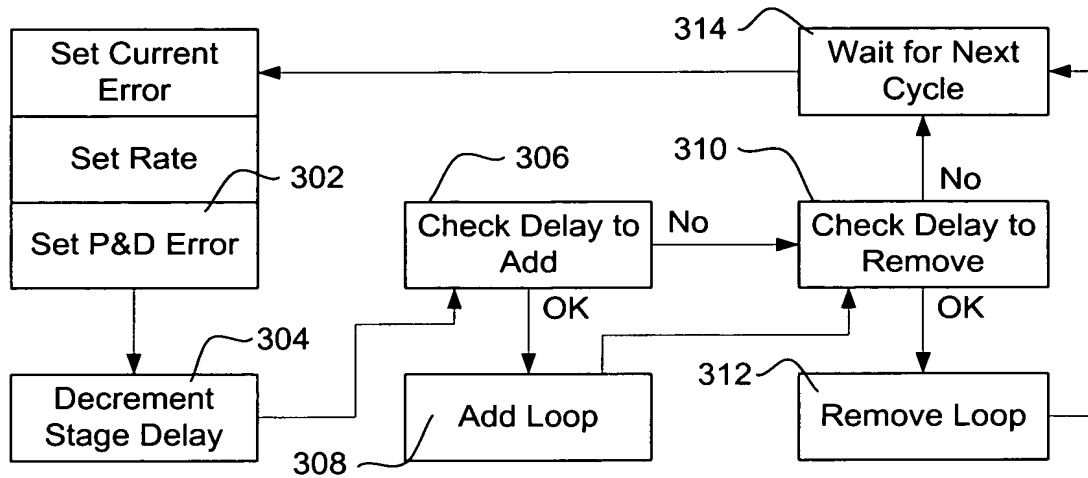 Set Current
Error
Set Rate
302
Set P&D Error
304
Decrement
Stage Delay
306
Check Delay to
Add
No
OK
Add Loop
308
314
Wait for Next
Cycle
310
No
Check Delay to
Remove
OK
312
Remove Loop